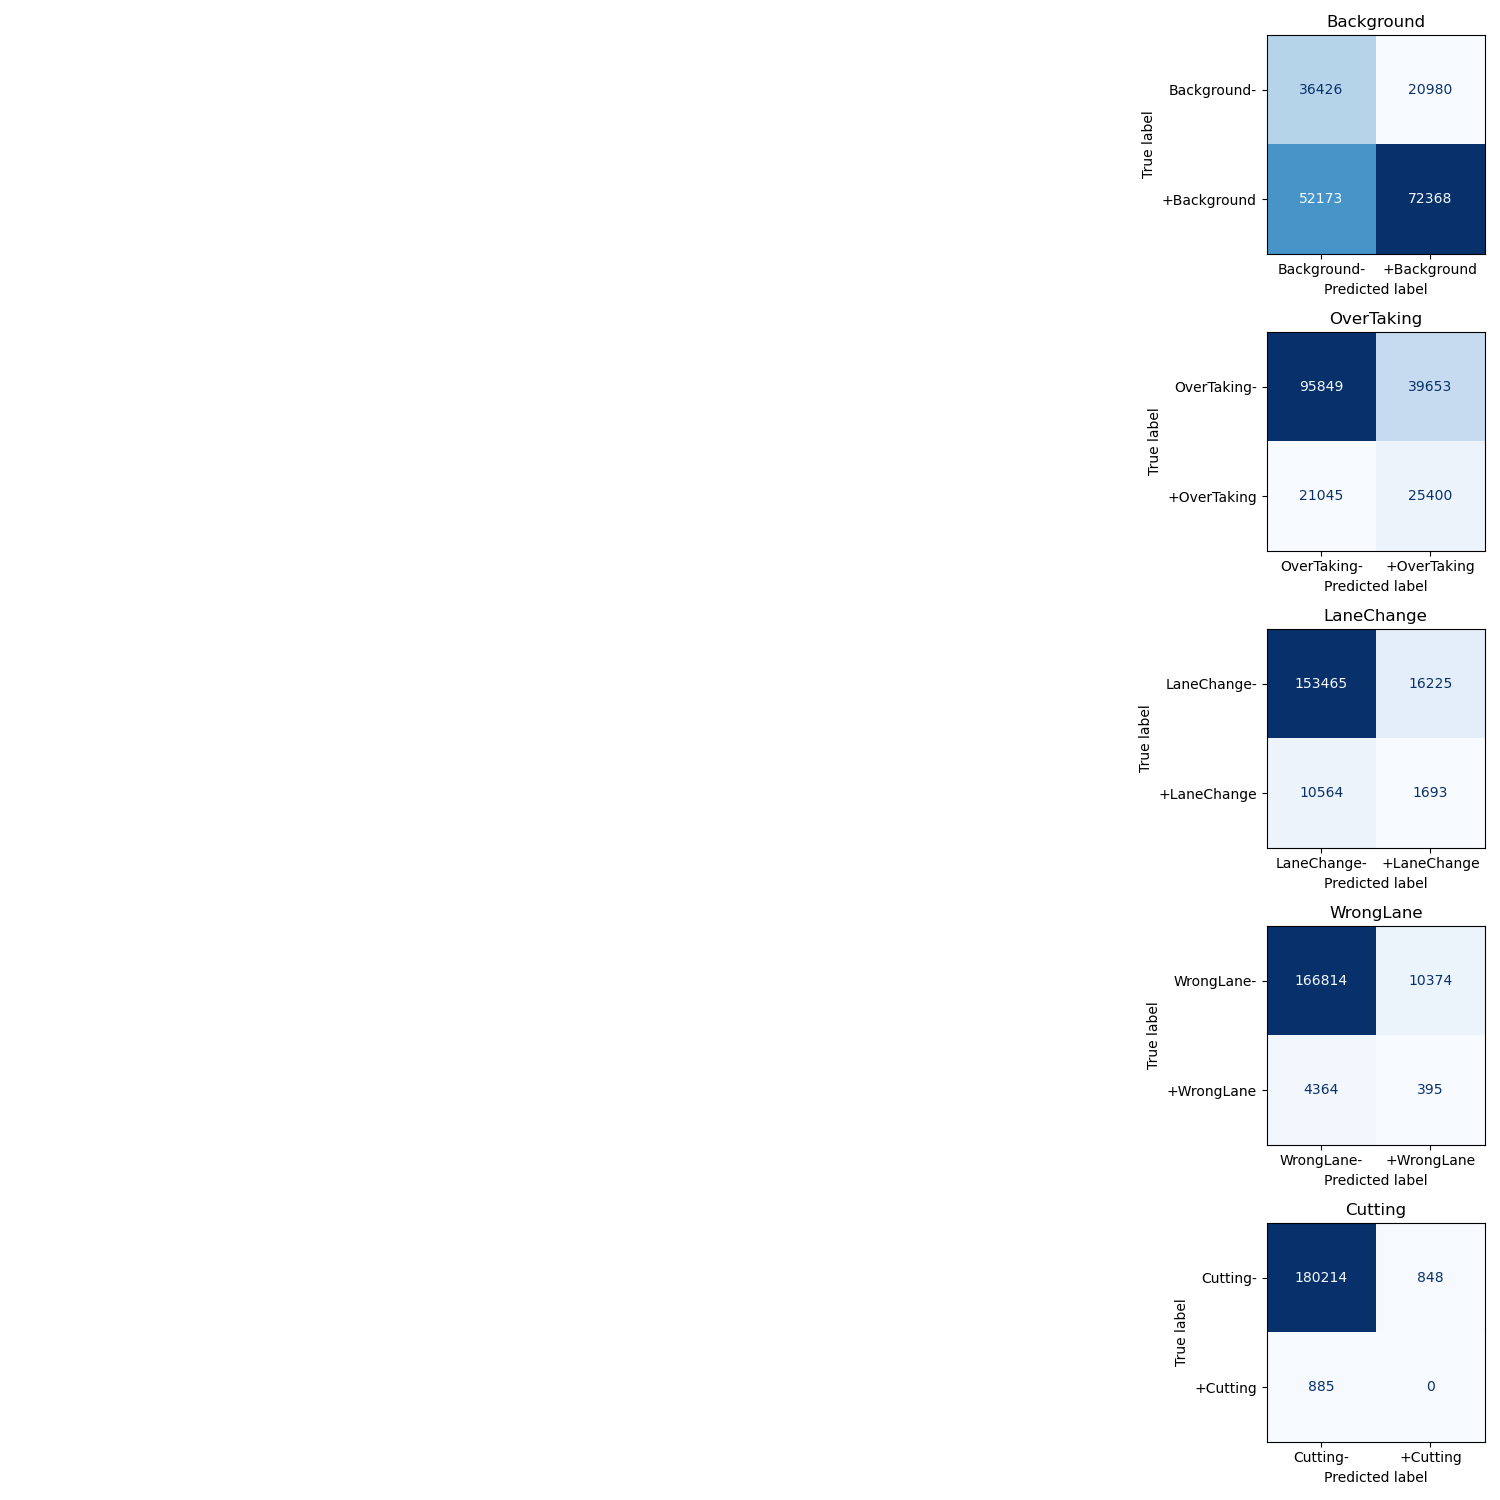 Background
Background-
36426 20980
+Background
52173 72368
True label
Background- +Background
Predicted label
OverTaking
OverTaking-
95849 39653
+OverTaking
21045 25400
True label
OverTaking- +OverTaking
Predicted label
LaneChange
LaneChange-
153465 16225
+LaneChange
10564 1693
True label
LaneChange- +LaneChange
Predicted label
WrongLane
WrongLane-
166814 10374
+WrongLane
4364 395
True label
WrongLane- +WrongLane
Predicted label
Cutting
Cutting-
180214 848
+Cutting
885 0
True label
Cutting- +Cutting
Predicted label